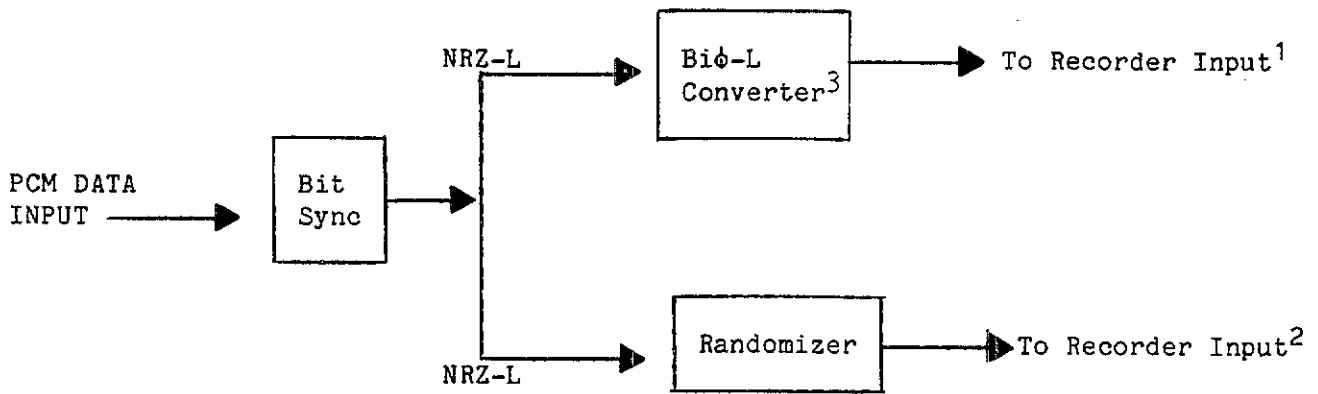 NRZ-L
Biϕ-L
Converter³
To Recorder Input¹
PCM DATA
INPUT
Bit
Sync
NRZ-L
Randomizer
To Recorder Input²